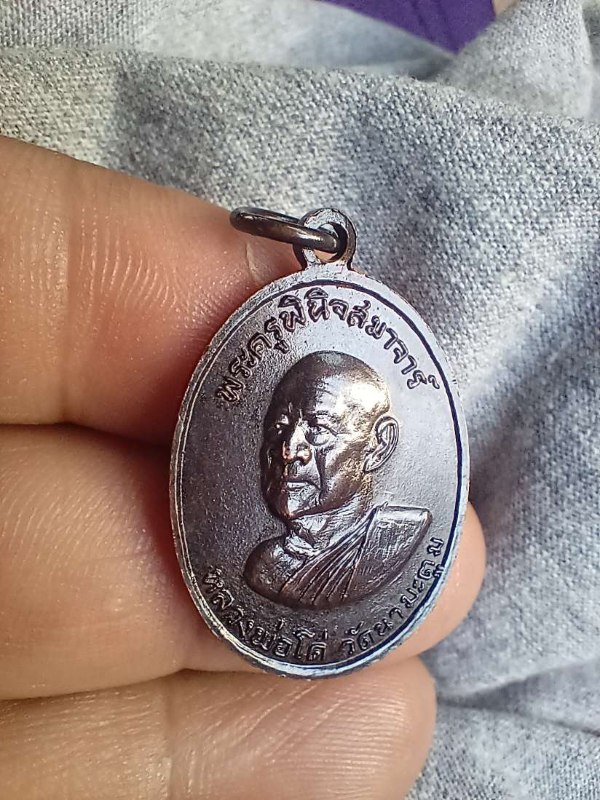 พระครูพินิจสมาจาร์
หลวงพ่อโด่ วัดนามะตูม